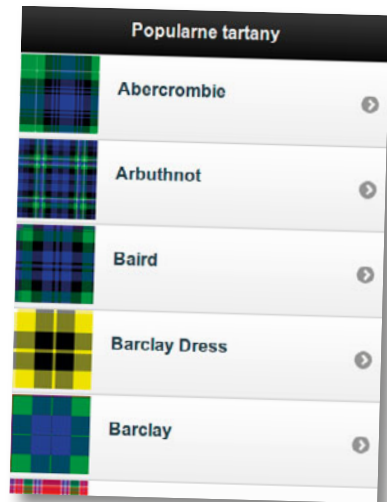 Popularne tartany
Abercrombie
Arbuthnot
Baird
Barclay Dress
Barclay